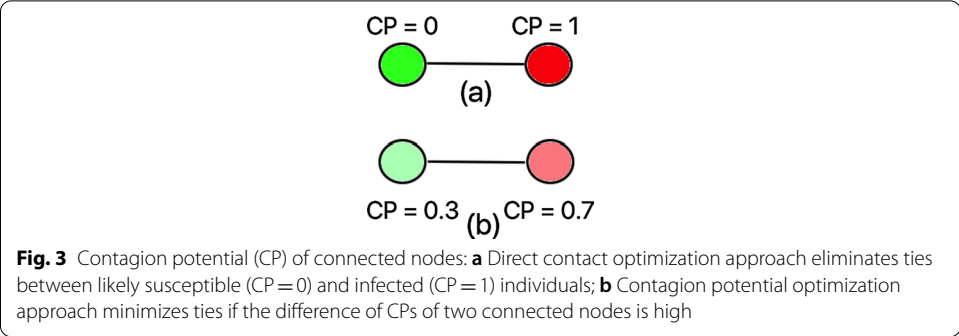 CP = 0 CP = 1
(a)
CP = 0.3 CP = 0.7
(b)
Fig. 3 Contagion potential (CP) of connected nodes: a Direct contact optimization approach eliminates ties
between likely susceptible (CP = 0) and infected (CP = 1) individuals; b Contagion potential optimization
approach minimizes ties if the difference of CPs of two connected nodes is high